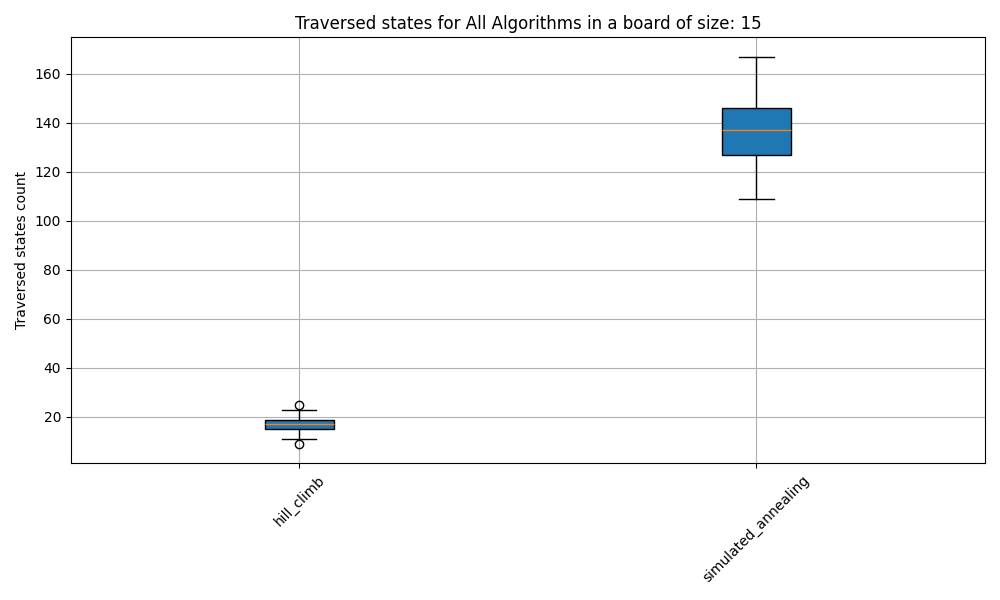 Traversed states for All Algorithms in a board of size: 15
Traversed states count
160
140
120
100
80
60
40
20
hill_climb
simulated_annealing